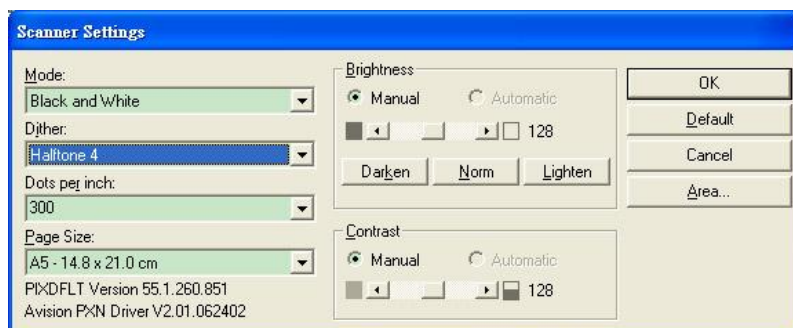 Scanner Settings
Mode:
Black and White
Dither:
Halftone 4
Dots per inch:
300
Page Size:
A5 - 14.8 x 21.0 cm
PIXDFLT Version 55.1.260.851
Avision PXN Driver V2.01.062402
Brightness
Manual Automatic
128
Darken Norm Lighten
Contrast
Manual Automatic
128
OK
Default
Cancel
Area...